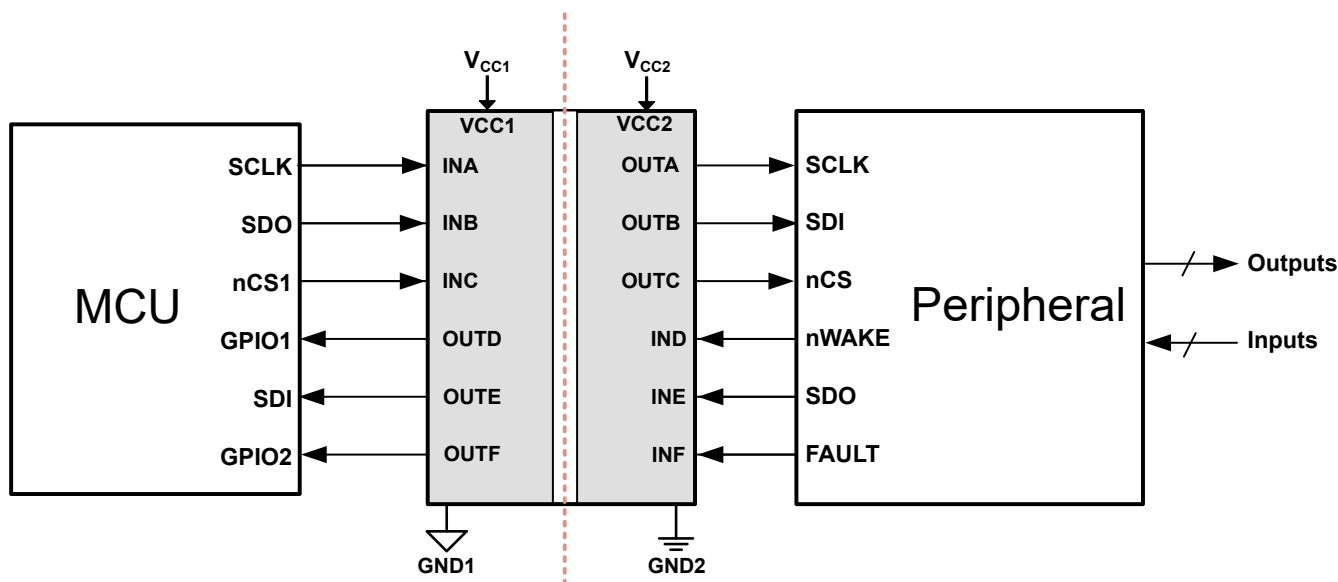 VCC1 VCC2
VCC1 VCC2
SCLK INA OUTA SCLK
SDO INB OUTB SDI
nCS1 INC OUTC nCS
Outputs
MCU Peripheral
GPIO1 OUTD IND nWAKE
Inputs
SDI OUTE INE SDO
GPIO2 OUTF INF FAULT
GND1 GND2